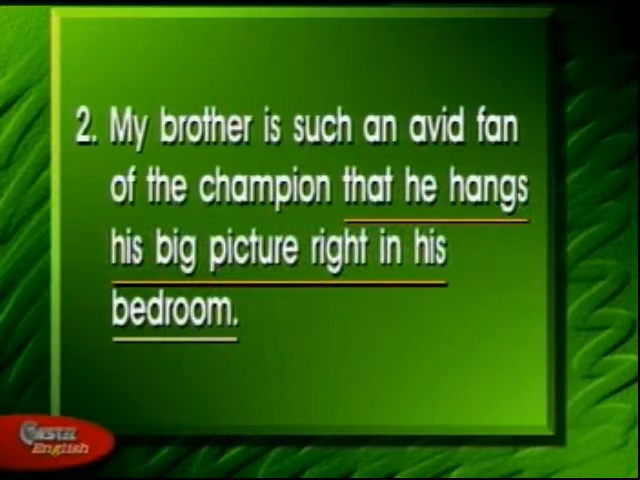 2. My brother is such an avid fan
of the champion that he hangs
his big picture right in his
bedroom.
English